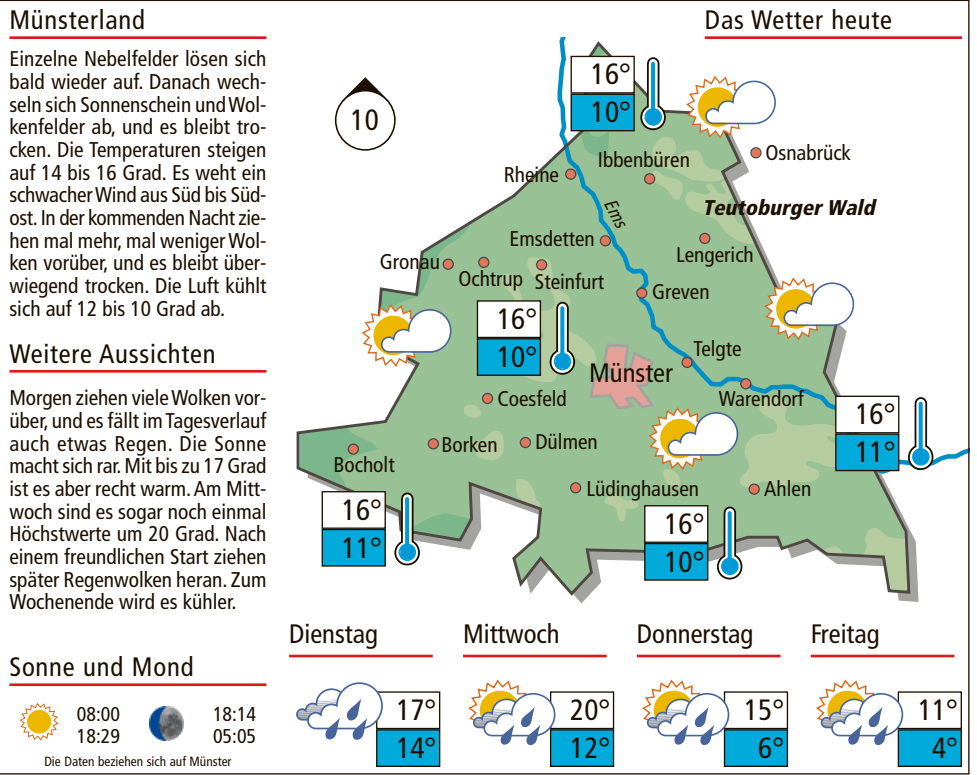 Münsterland
Einzelne Nebelfelder lösen sich
bald wieder auf. Danach wech-
seln sich Sonnenschein und Wol-
kenfelder ab, und es bleibt tro-
cken. Die Temperaturen steigen
auf 14 bis 16 Grad. Es weht ein
schwacher Wind aus Süd bis Süd-
ost. In der kommenden Nacht zie-
hen mal mehr, mal weniger Wol-
ken vorüber, und es bleibt über-
wiegend trocken. Die Luft kühlt
sich auf 12 bis 10 Grad ab.
Weitere Aussichten
Morgen ziehen viele Wolken vor-
über, und es fällt im Tagesverlauf
auch etwas Regen. Die Sonne
macht sich rar. Mit bis zu 17 Grad
ist es aber recht warm. Am Mitt-
woch sind es sogar noch einmal
Höchstwerte um 20 Grad. Nach
einem freundlichen Start ziehen
später Regenwolken heran. Zum
Wochenende wird es kühler.
Sonne und Mond
08:00 18:14
18:29 05:05
Die Daten beziehen sich auf Münster
Das Wetter heute
10
16°
10°
Ibbenbüren
Osnabrück
Rheine
Teutoburger Wald
Ems
Emsdetten
Lengerich
Gronau
Ochtrup
Steinfurt
Greven
16°
10°
Telgte
Münster
Warendorf
Coesfeld
16°
11°
Borken
Dülmen
Bocholt
Lüdinghausen
Ahlen
16°
11°
16°
10°
Dienstag
17°
14°
Mittwoch
20°
12°
Donnerstag
15°
6°
Freitag
11°
4°